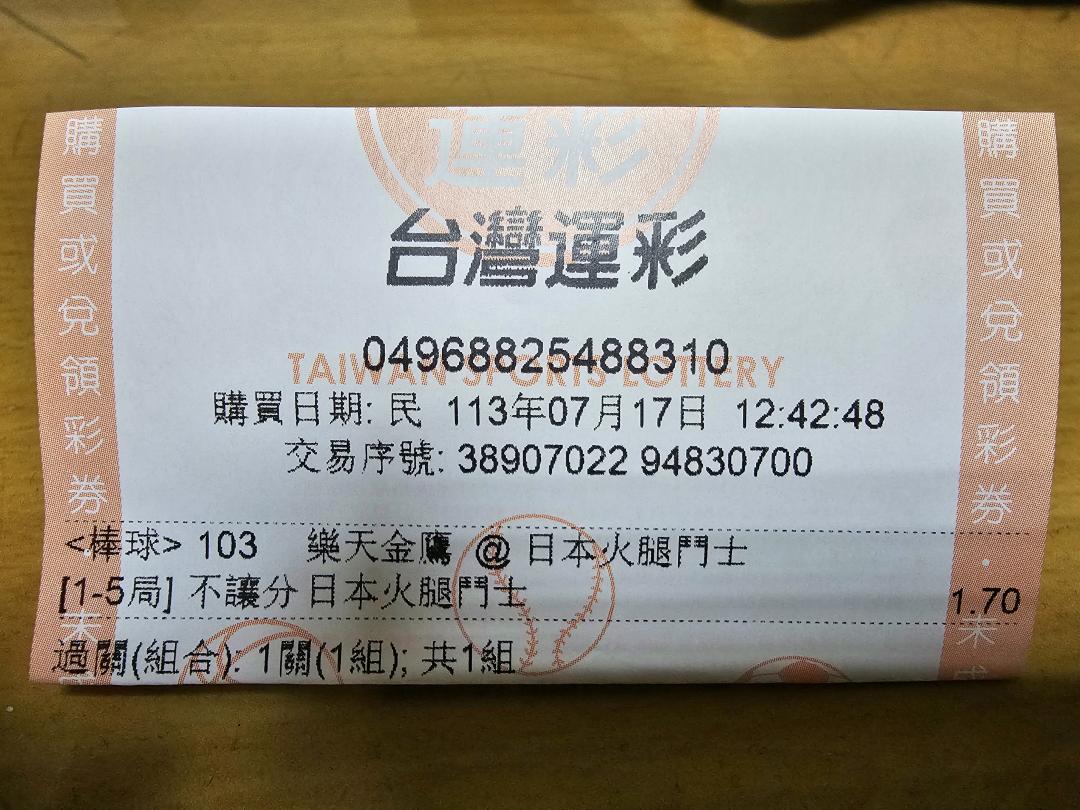 運彩
台灣運彩
04968825488310
TAIWAN SPORTS LOTTERY
購買日期: 民 113年07月17日 12:42:48
交易序號: 38907022 94830700
<棒球> 103 樂天金鷹 @ 日本火腿鬥士
[1-5局] 不讓分 日本火腿鬥士 1.70
過關(組合): 1關(1組); 共1組
購買或兌領彩券・未
購買或兌領彩券・未